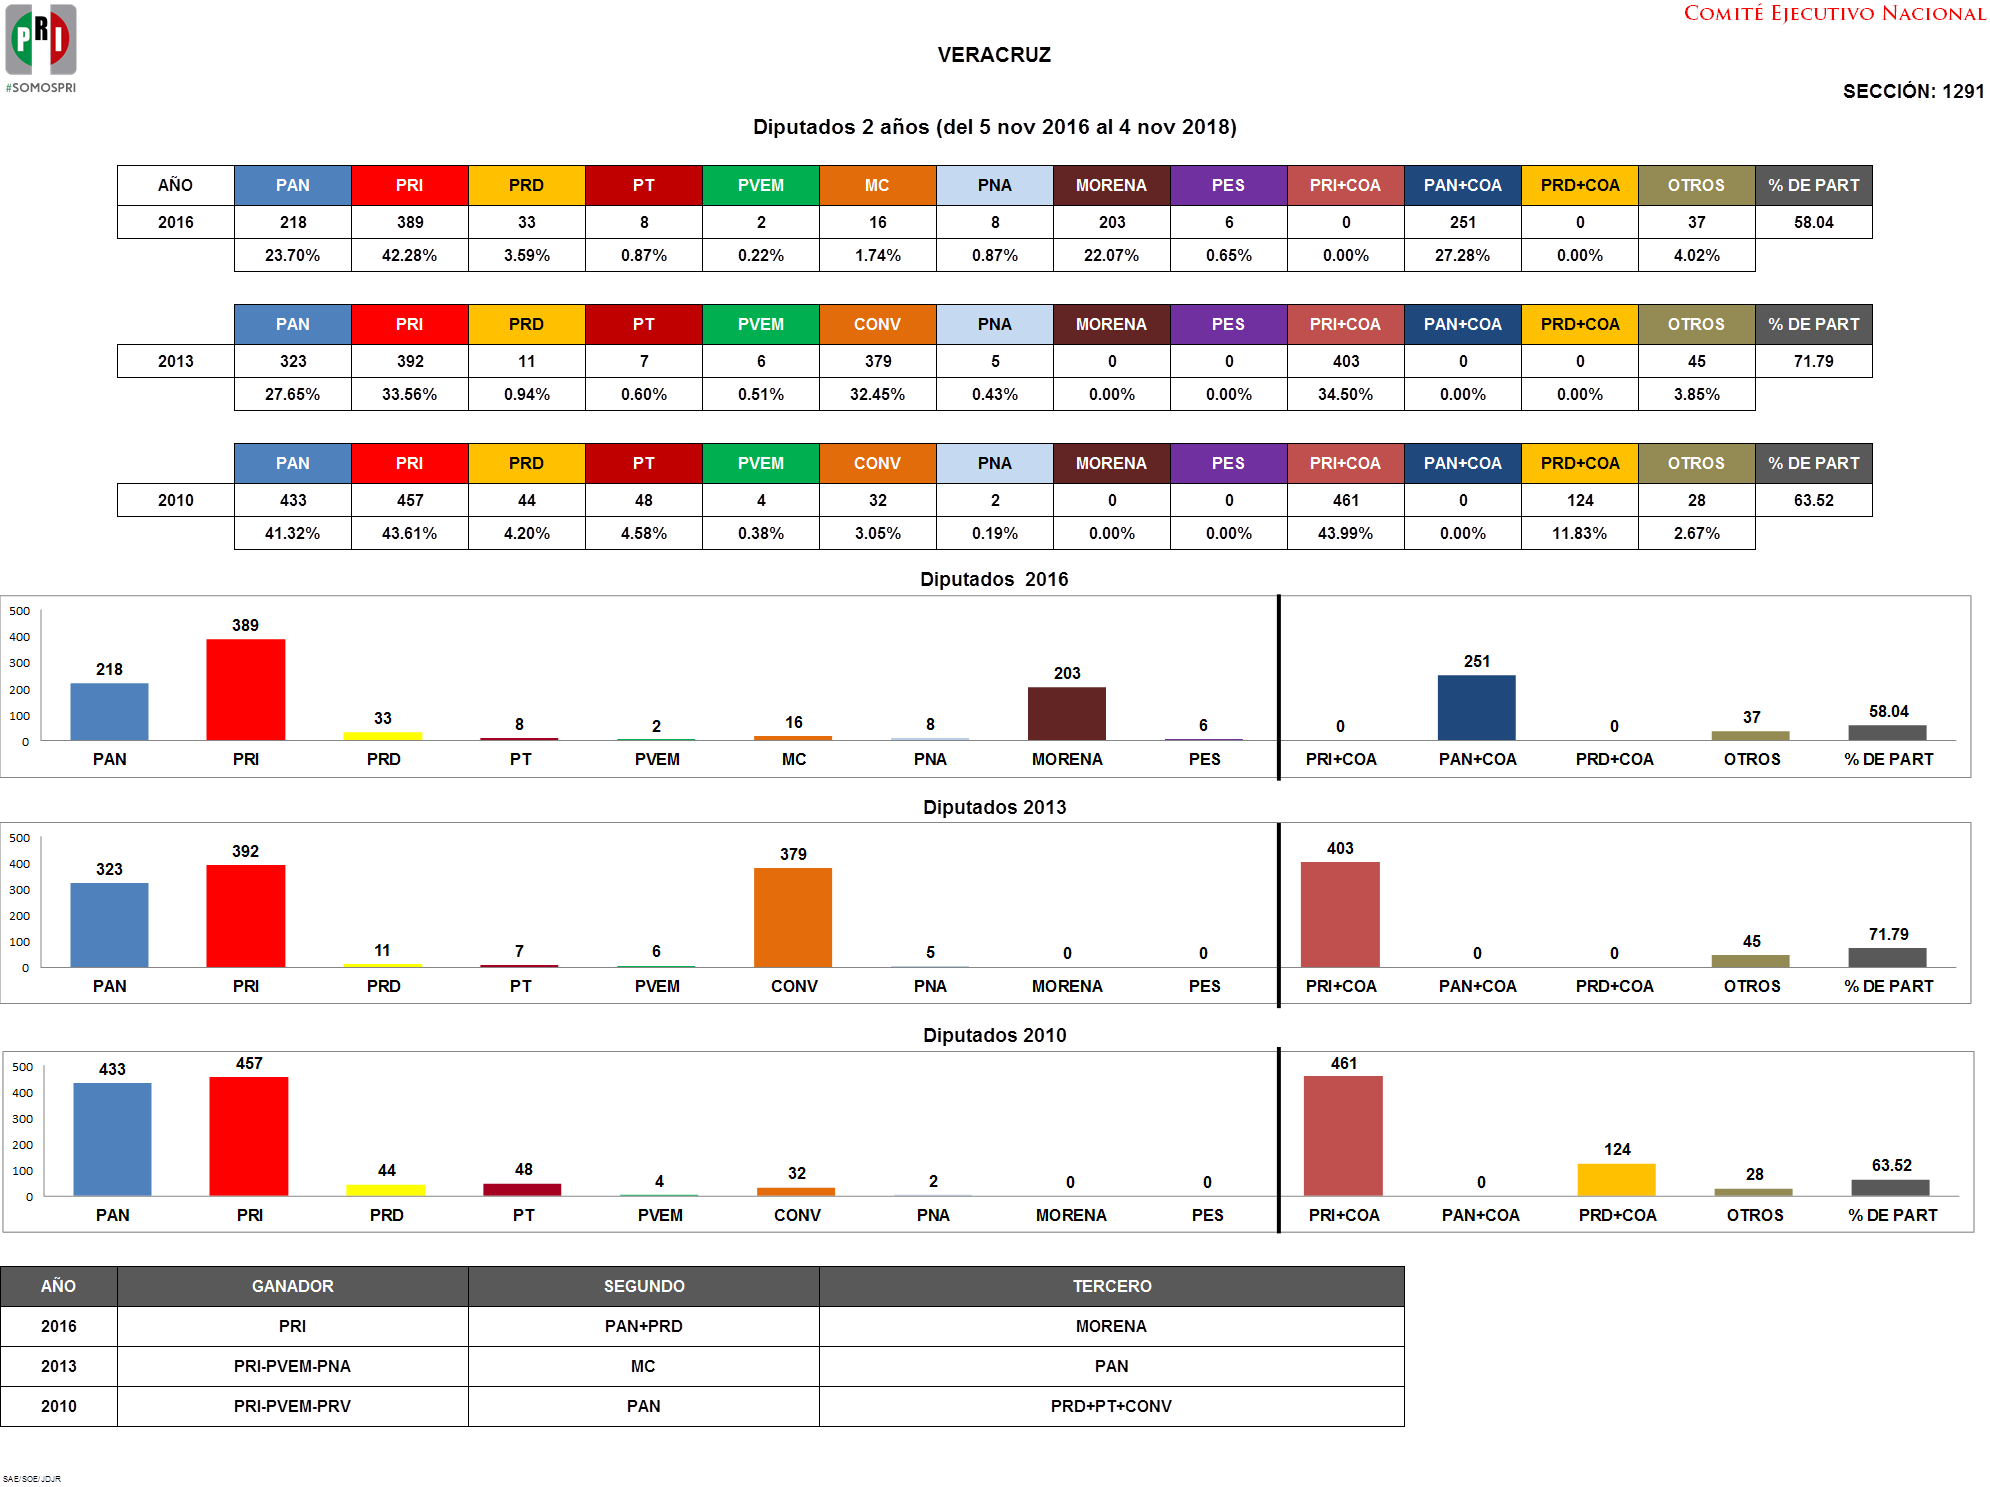 PRI
#SOMOSPRI
COMITÉ EJECUTIVO NACIONAL
VERACRUZ
SECCIÓN: 1291
Diputados 2 años (del 5 nov 2016 al 4 nov 2018)
AÑO PAN PRI PRD PT PVEM MC PNA MORENA PES PRI+COA PAN+COA PRD+COA OTROS % DE PART
2016 218 389 33 8 2 16 8 203 6 0 251 0 37 58.04
23.70% 42.28% 3.59% 0.87% 0.22% 1.74% 0.87% 22.07% 0.65% 0.00% 27.28% 0.00% 4.02%
PAN PRI PRD PT PVEM CONV PNA MORENA PES PRI+COA PAN+COA PRD+COA OTROS % DE PART
2013 323 392 11 7 6 379 5 0 0 403 0 0 45 71.79
27.65% 33.56% 0.94% 0.60% 0.51% 32.45% 0.43% 0.00% 0.00% 34.50% 0.00% 0.00% 3.85%
PAN PRI PRD PT PVEM CONV PNA MORENA PES PRI+COA PAN+COA PRD+COA OTROS % DE PART
2010 433 457 44 48 4 32 2 0 0 461 0 124 28 63.52
41.32% 43.61% 4.20% 4.58% 0.38% 3.05% 0.19% 0.00% 0.00% 43.99% 0.00% 11.83% 2.67%
Diputados 2016
500
400
300
200
100
0
218 389 33 8 2 16 8 203 6 0 251 0 37 58.04
PAN PRI PRD PT PVEM MC PNA MORENA PES PRI+COA PAN+COA PRD+COA OTROS % DE PART
Diputados 2013
500
400
300
200
100
0
323 392 11 7 6 379 5 0 0 403 0 0 45 71.79
PAN PRI PRD PT PVEM CONV PNA MORENA PES PRI+COA PAN+COA PRD+COA OTROS % DE PART
Diputados 2010
500
400
300
200
100
0
433 457 44 48 4 32 2 0 0 461 0 124 28 63.52
PAN PRI PRD PT PVEM CONV PNA MORENA PES PRI+COA PAN+COA PRD+COA OTROS % DE PART
AÑO GANADOR SEGUNDO TERCERO
2016 PRI PAN+PRD MORENA
2013 PRI-PVEM-PNA MC PAN
2010 PRI-PVEM-PRV PAN PRD+PT+CONV
SAE/SOE/JDJR